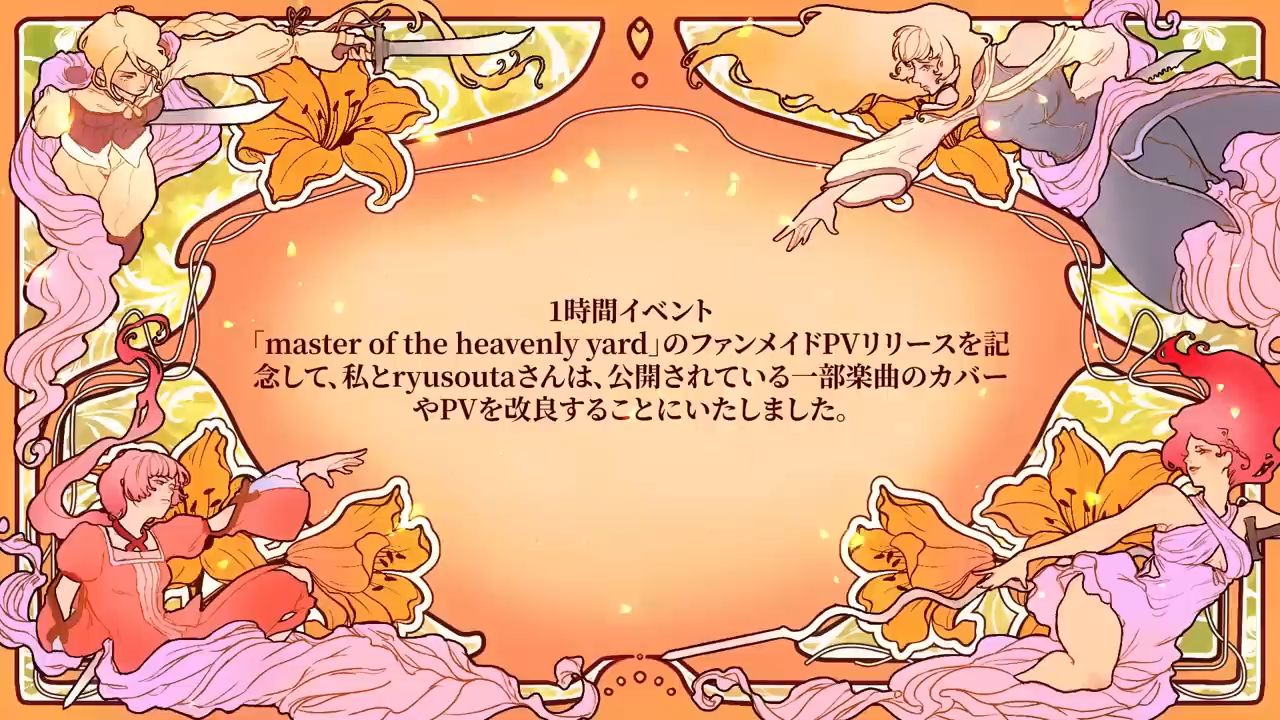 1時間イベント
「master of the heavenly yard」のファンメイドPVリリースを記
念して、私とryusoutaさんは、公開されている一部楽曲のカバー
やPVを改良することにいたしました。